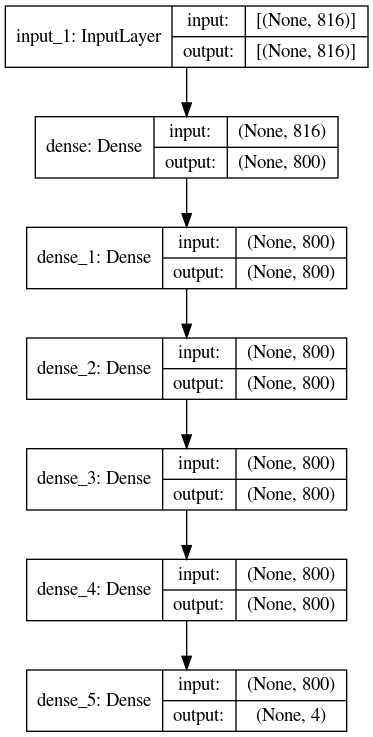 input_1: InputLayer
input: [(None, 816)]
output: [(None, 816)]
dense: Dense
input: (None, 816)
output: (None, 800)
dense_1: Dense
input: (None, 800)
output: (None, 800)
dense_2: Dense
input: (None, 800)
output: (None, 800)
dense_3: Dense
input: (None, 800)
output: (None, 800)
dense_4: Dense
input: (None, 800)
output: (None, 800)
dense_5: Dense
input: (None, 800)
output: (None, 4)